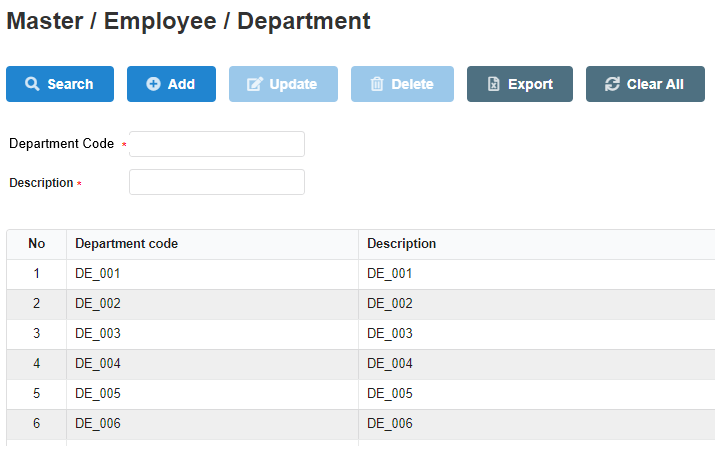 Master / Employee / Department
Search Add Update Delete Export Clear All
Department Code *
Description *
No Department code Description
1 DE_001 DE_001
2 DE_002 DE_002
3 DE_003 DE_003
4 DE_004 DE_004
5 DE_005 DE_005
6 DE_006 DE_006